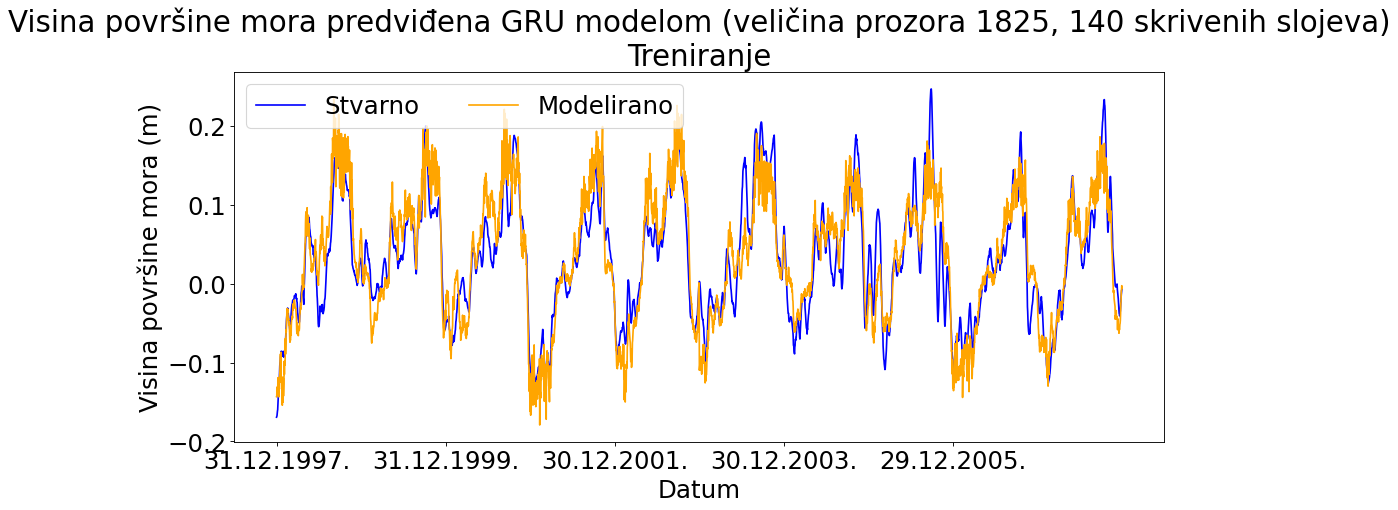 Visina površine mora predviđena GRU modelom (veličina prozora 1825, 140 skrivenih slojeva)
Treniranje
Stvarno
Modelirano
Visina površine mora (m)
0.2
0.1
0.0
−0.1
−0.2
31.12.1997.
31.12.1999.
30.12.2001.
30.12.2003.
29.12.2005.
Datum